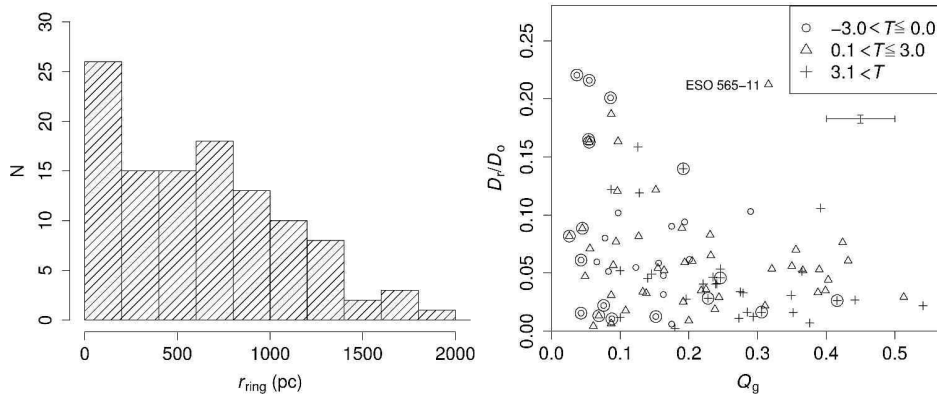 30
25
20
15
10
5
0
N
0 500 1000 1500 2000
r_ring (pc)
0.25
0.20
0.15
0.10
0.05
0.00
D_r/D_o
−3.0 < T ≦ 0.0
0.1 < T ≦ 3.0
3.1 < T
ESO 565−11
0.0 0.1 0.2 0.3 0.4 0.5
Q_g